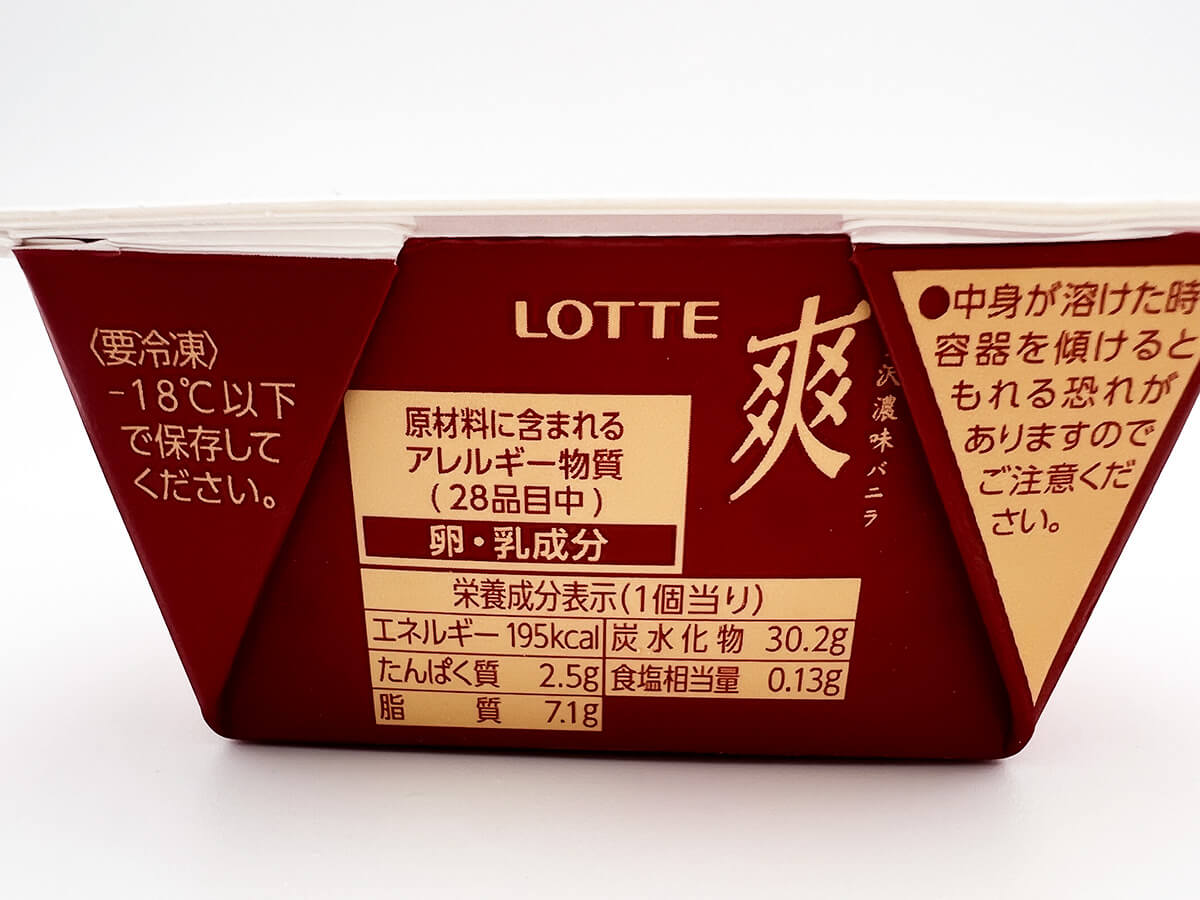 〈要冷凍〉
-18℃以下
で保存して
ください。
LOTTE
爽
沢濃味バニラ
原材料に含まれる
アレルギー物質
(28品目中)
卵・乳成分
栄養成分表示(1個当り)
エネルギー 195kcal 炭水化物 30.2g
たんぱく質 2.5g 食塩相当量 0.13g
脂質 7.1g
●中身が溶けた時
容器を傾けると
もれる恐れが
ありますので
ご注意くだ
さい。